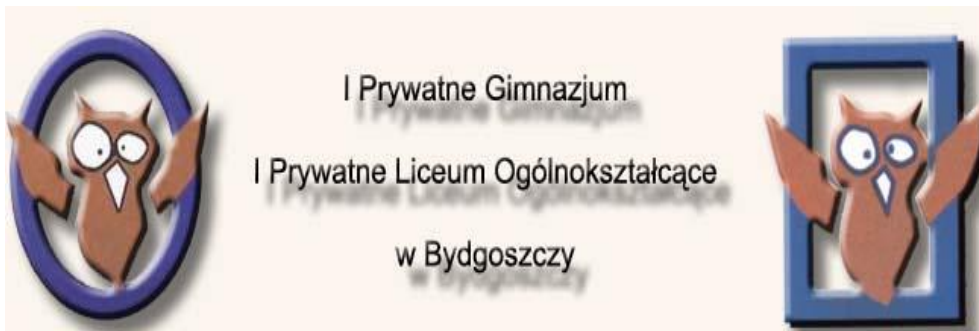 I Prywatne Gimnazjum
I Prywatne Liceum Ogólnokształcące
w Bydgoszczy